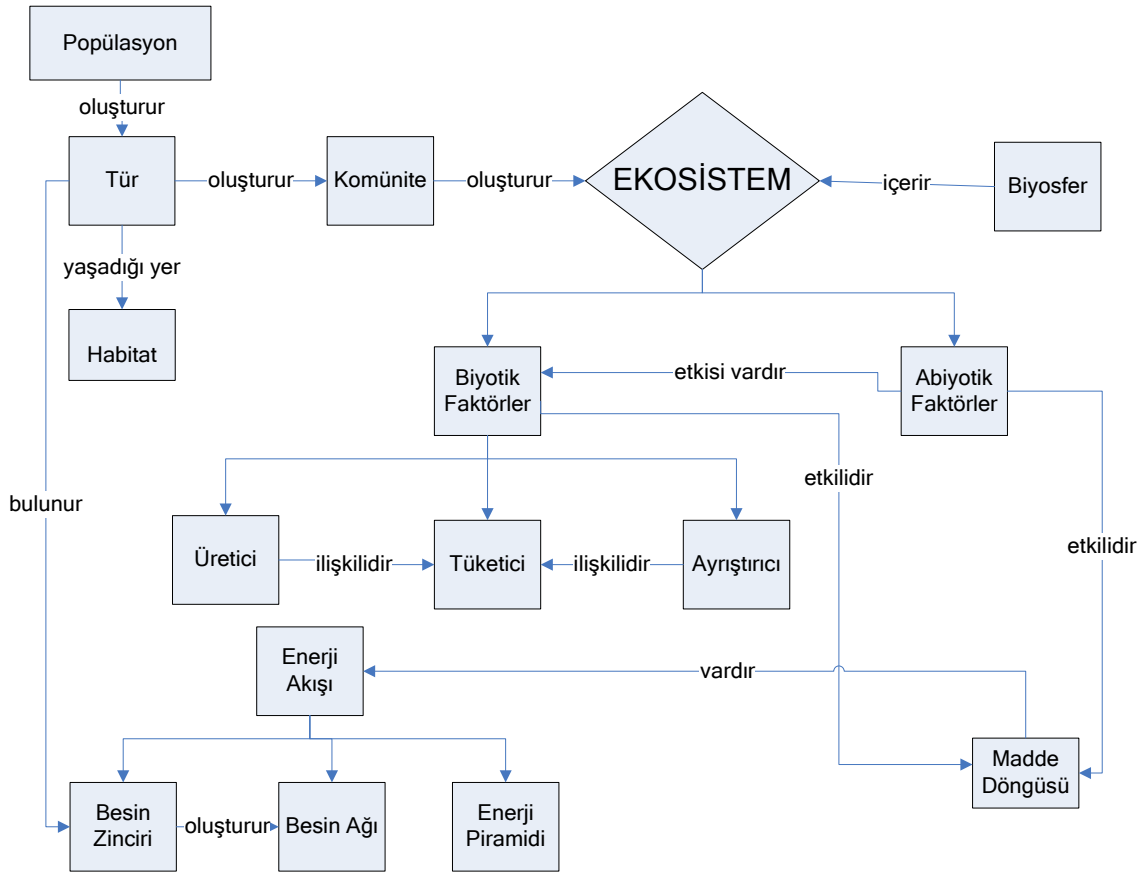 Popülasyon
oluşturur
Tür
oluşturur
Komünite
oluşturur
EKOSİSTEM
içerir
Biyosfer
yaşadığı yer
Habitat
Biyotik
Faktörler
etkisi vardır
Abiyotik
Faktörler
bulunur
etkilidir
etkilidir
Üretici
ilişkilidir
Tüketici
ilişkilidir
Ayrıştırıcı
Enerji
Akışı
vardır
Madde
Döngüsü
Besin
Zinciri
oluşturur
Besin Ağı
Enerji
Piramidi